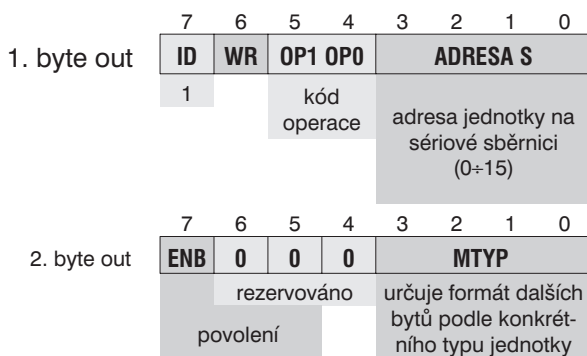 7 6 5 4 3 2 1 0
1. byte out ID WR OP1 OP0 ADRESA S
1 kód
operace
adresa jednotky na
sériové sběrnici
(0÷15)
7 6 5 4 3 2 1 0
2. byte out ENB 0 0 0 MTYP
rezervováno určuje formát dalších
bytů podle konkrét-
povolení ního typu jednotky